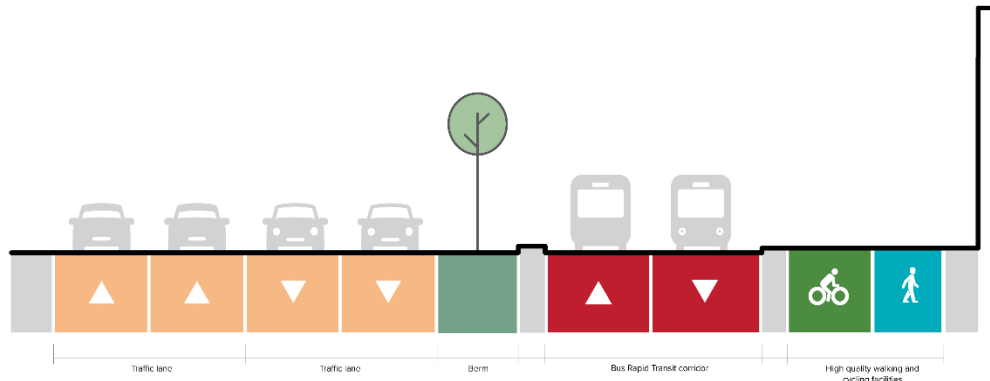 Traffic lane
Traffic lane
Berm
Bus Rapid Transit corridor
High quality walking and
cycling facilities